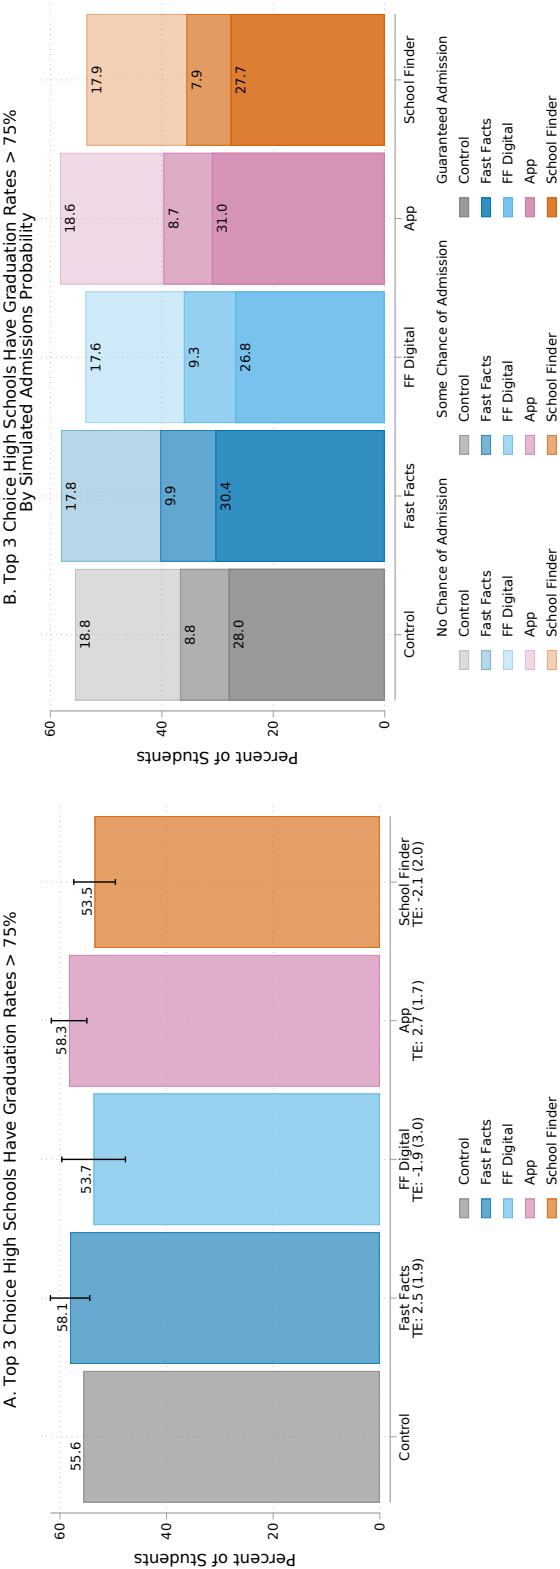 A. Top 3 Choice High Schools Have Graduation Rates > 75%
Percent of Students
60
40
20
0
55.6
58.1
53.7
58.3
53.5
Control
Fast Facts
TE: 2.5 (1.9)
FF Digital
TE: -1.9 (3.0)
App
TE: 2.7 (1.7)
School Finder
TE: -2.1 (2.0)
Control
Fast Facts
FF Digital
App
School Finder
B. Top 3 Choice High Schools Have Graduation Rates > 75%
By Simulated Admissions Probability
Percent of Students
60
40
20
0
18.8
8.8
28.0
17.8
9.9
30.4
17.6
9.3
26.8
18.6
8.7
31.0
17.9
7.9
27.7
Control
Fast Facts
FF Digital
App
School Finder
No Chance of Admission
Control
Fast Facts
FF Digital
App
School Finder
Some Chance of Admission
Control
Fast Facts
FF Digital
App
School Finder
Guaranteed Admission
Control
Fast Facts
FF Digital
App
School Finder